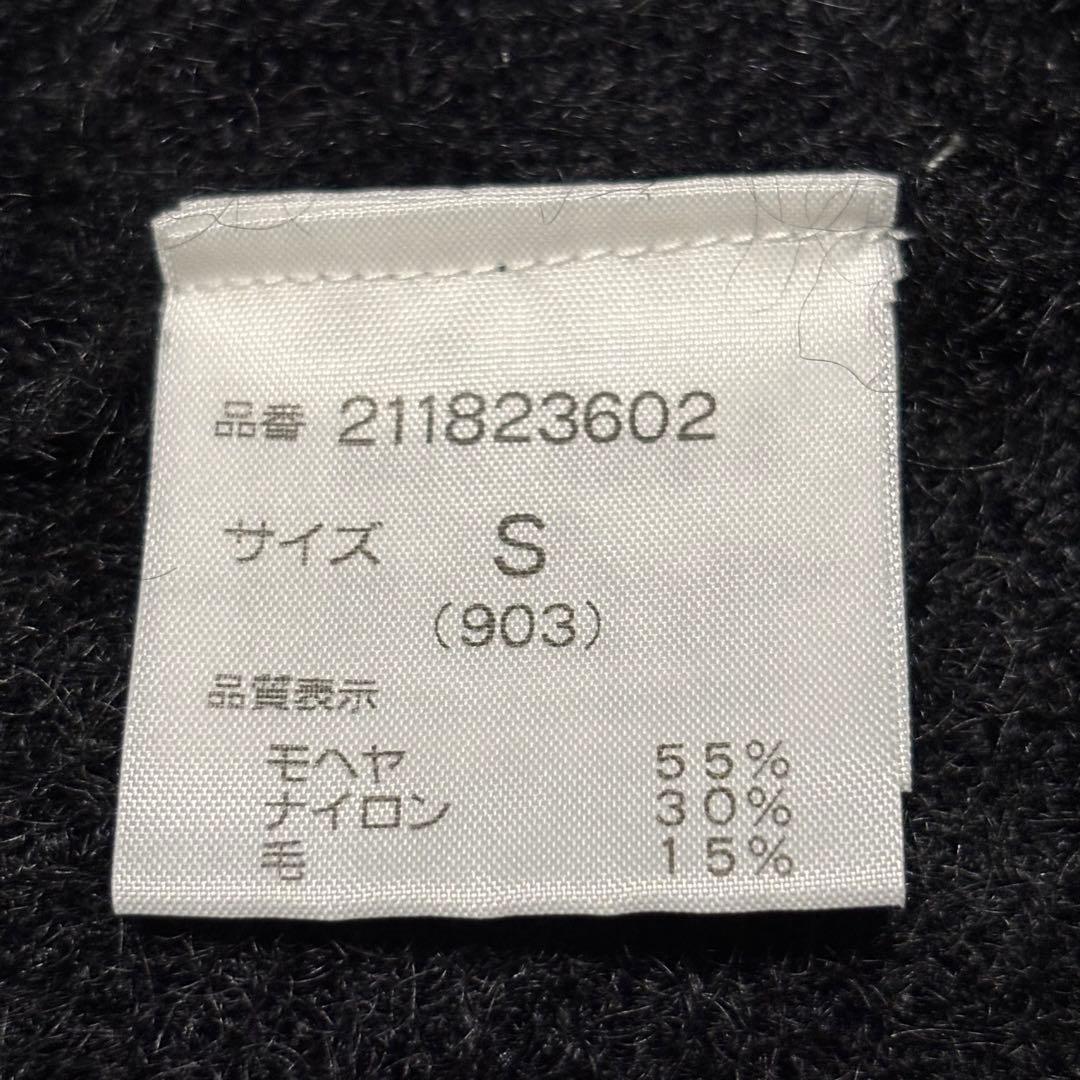 品番 211823602
サイズ S
(903)
品質表示
モヘヤ 55%
ナイロン 30%
毛 15%